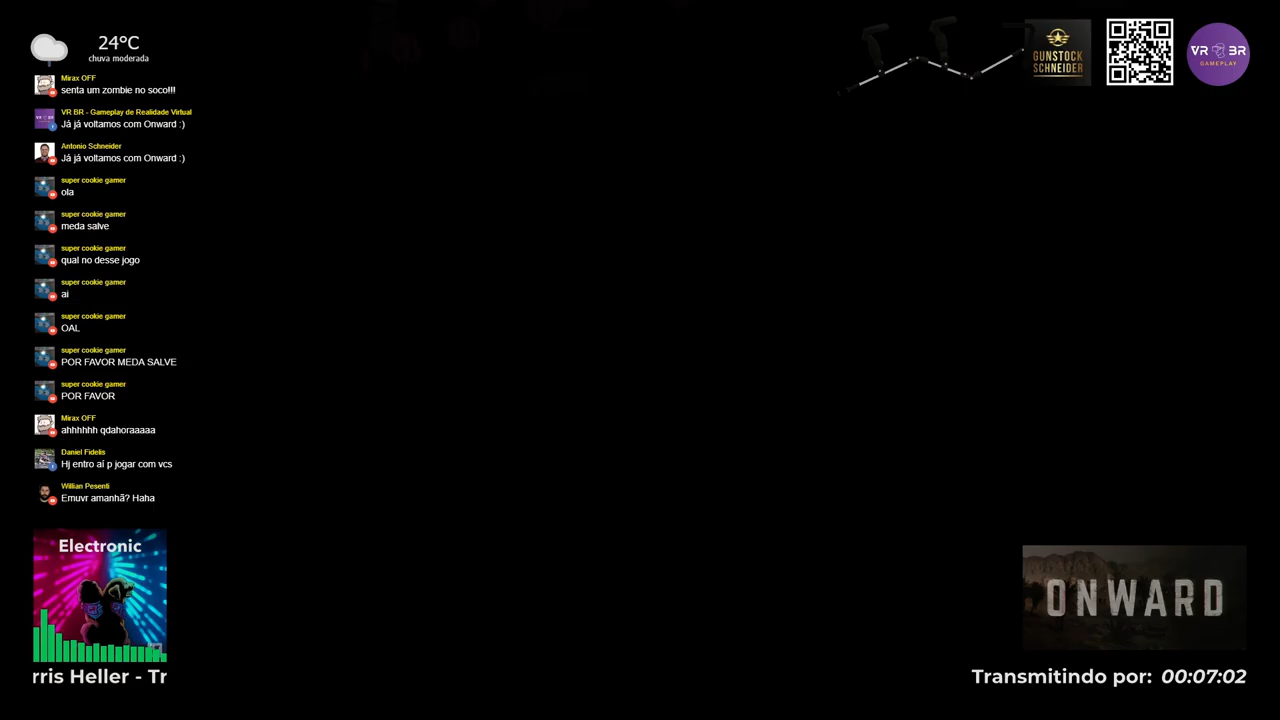 24°C
chuva moderada
Mirax OFF
senta um zombie no soco!!!
VR BR - Gameplay de Realidade Virtual
Já já voltamos com Onward :)
Antonio Schneider
Já já voltamos com Onward :)
super cookie gamer
ola
super cookie gamer
meda salve
super cookie gamer
qual no desse jogo
super cookie gamer
ai
super cookie gamer
OAL
super cookie gamer
POR FAVOR MEDA SALVE
super cookie gamer
POR FAVOR
Mirax OFF
ahhhhhh qdahoraaaaa
Daniel Fidelis
Hj entro aí p jogar com vcs
Willian Pesenti
Emuvr amanhã? Haha
Electronic
rris Heller - Tr
GUNSTOCK
SCHNEIDER
VR BR
GAMEPLAY
ONWARD
Transmitindo por: 00:07:02